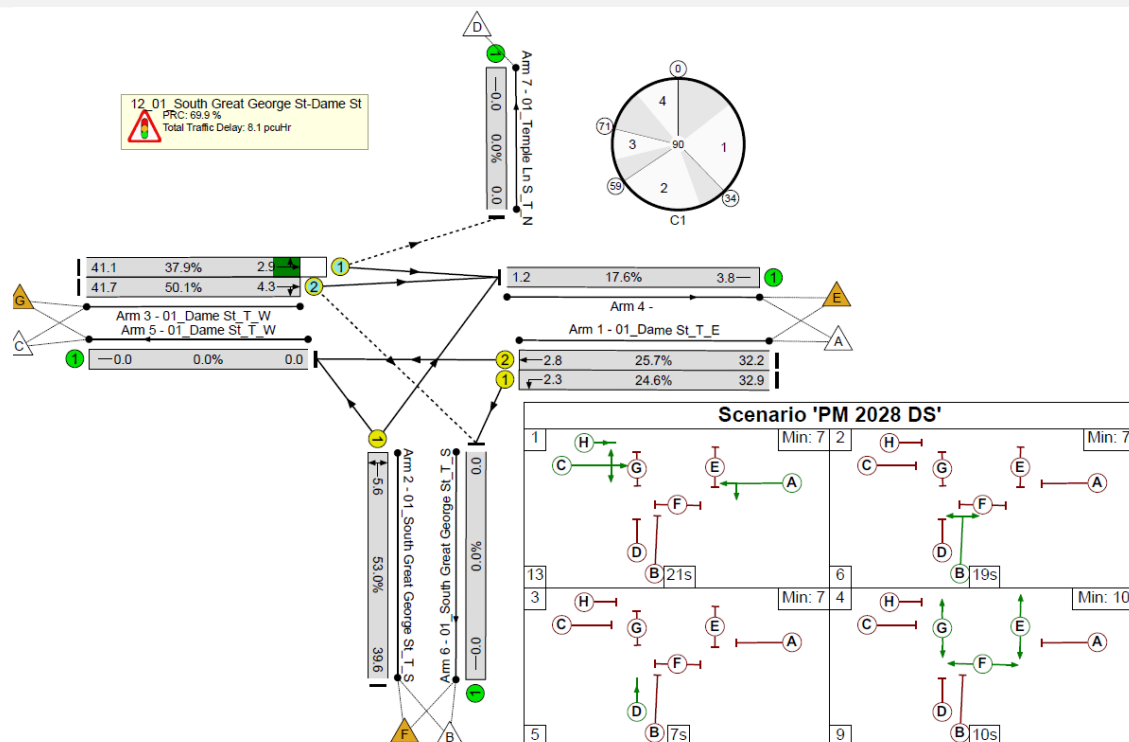 D
1
Arm 7 - 01_Temple Ln S_T_N
0.0 0.0% 0.0
12_01_South Great George St-Dame St
PRC: 69.9 %
Total Traffic Delay: 8.1 pcuHr
0
4
71
1
3
90
59
2
34
C1
41.1 37.9% 2.9 1
41.7 50.1% 4.3 2
1.2 17.6% 3.8 1
G
Arm 3 - 01_Dame St_T_W
Arm 4 -
E
Arm 5 - 01_Dame St_T_W
Arm 1 - 01_Dame St_T_E
C
A
1 0.0 0.0% 0.0
2 2.8 25.7% 32.2
1 2.3 24.6% 32.9
1
Arm 2 - 01_South Great George St_T_S
5.6 53.0% 39.6
Arm 6 - 01_South Great George St_T_S
0.0 0.0% 0.0
1
F
B
Scenario 'PM 2028 DS'
1 H Min: 7
C G E A
F
D
13 B 21s
2 H Min: 7
C G E A
F
D
6 B 19s
3 H Min: 7
C G E A
F
D
5 B 7s
4 H Min: 10
C G E A
F
D
9 B 10s